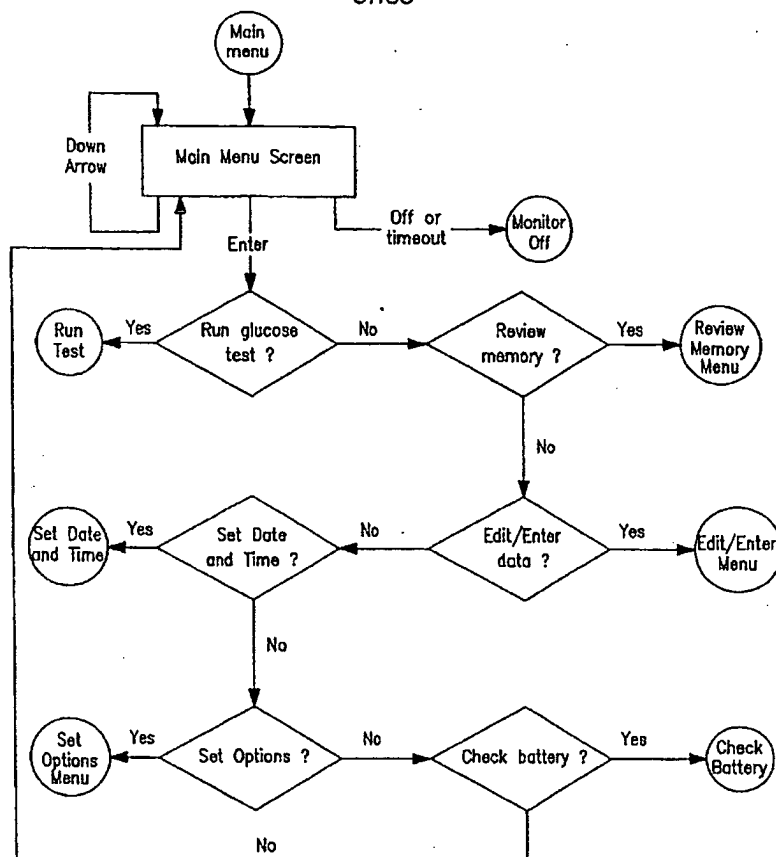 Main
menu
Down
Arrow
Main Menu Screen
Enter
Off or
timeout
Monitor
Off
Run
Test
Yes
Run glucose
test ?
No
Review
memory ?
Yes
Review
Memory
Menu
No
Set Date
and Time
Yes
Set Date
and Time ?
No
Edit/Enter
data ?
Yes
Edit/Enter
Menu
No
Set
Options
Menu
Yes
Set Options ?
No
Check battery ?
Yes
Check
Battery
No